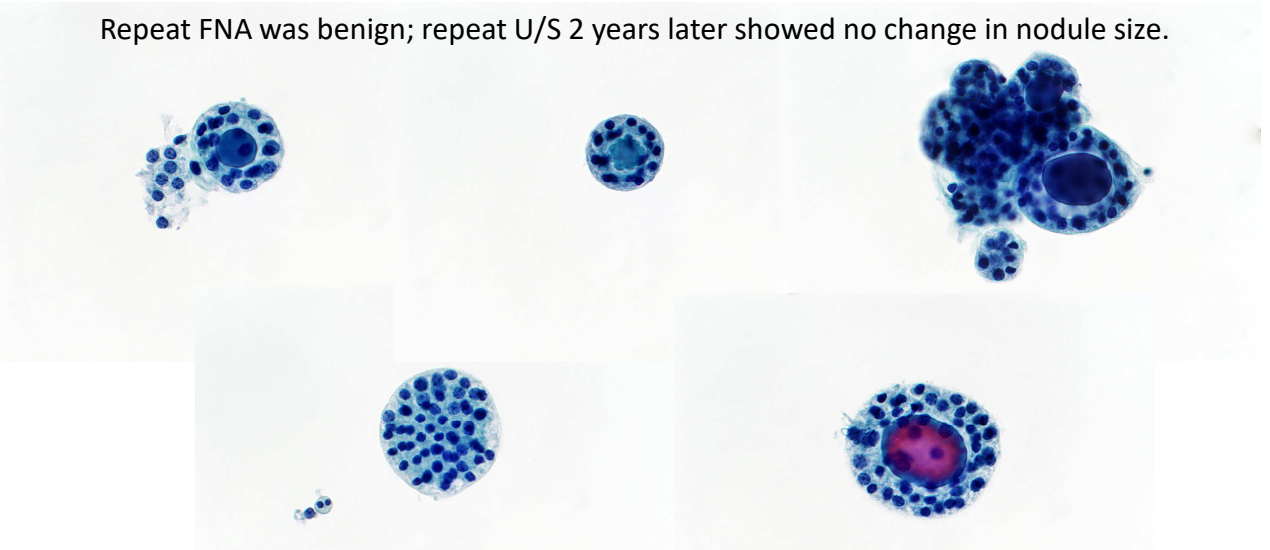 Repeat FNA was benign; repeat U/S 2 years later showed no change in nodule size.